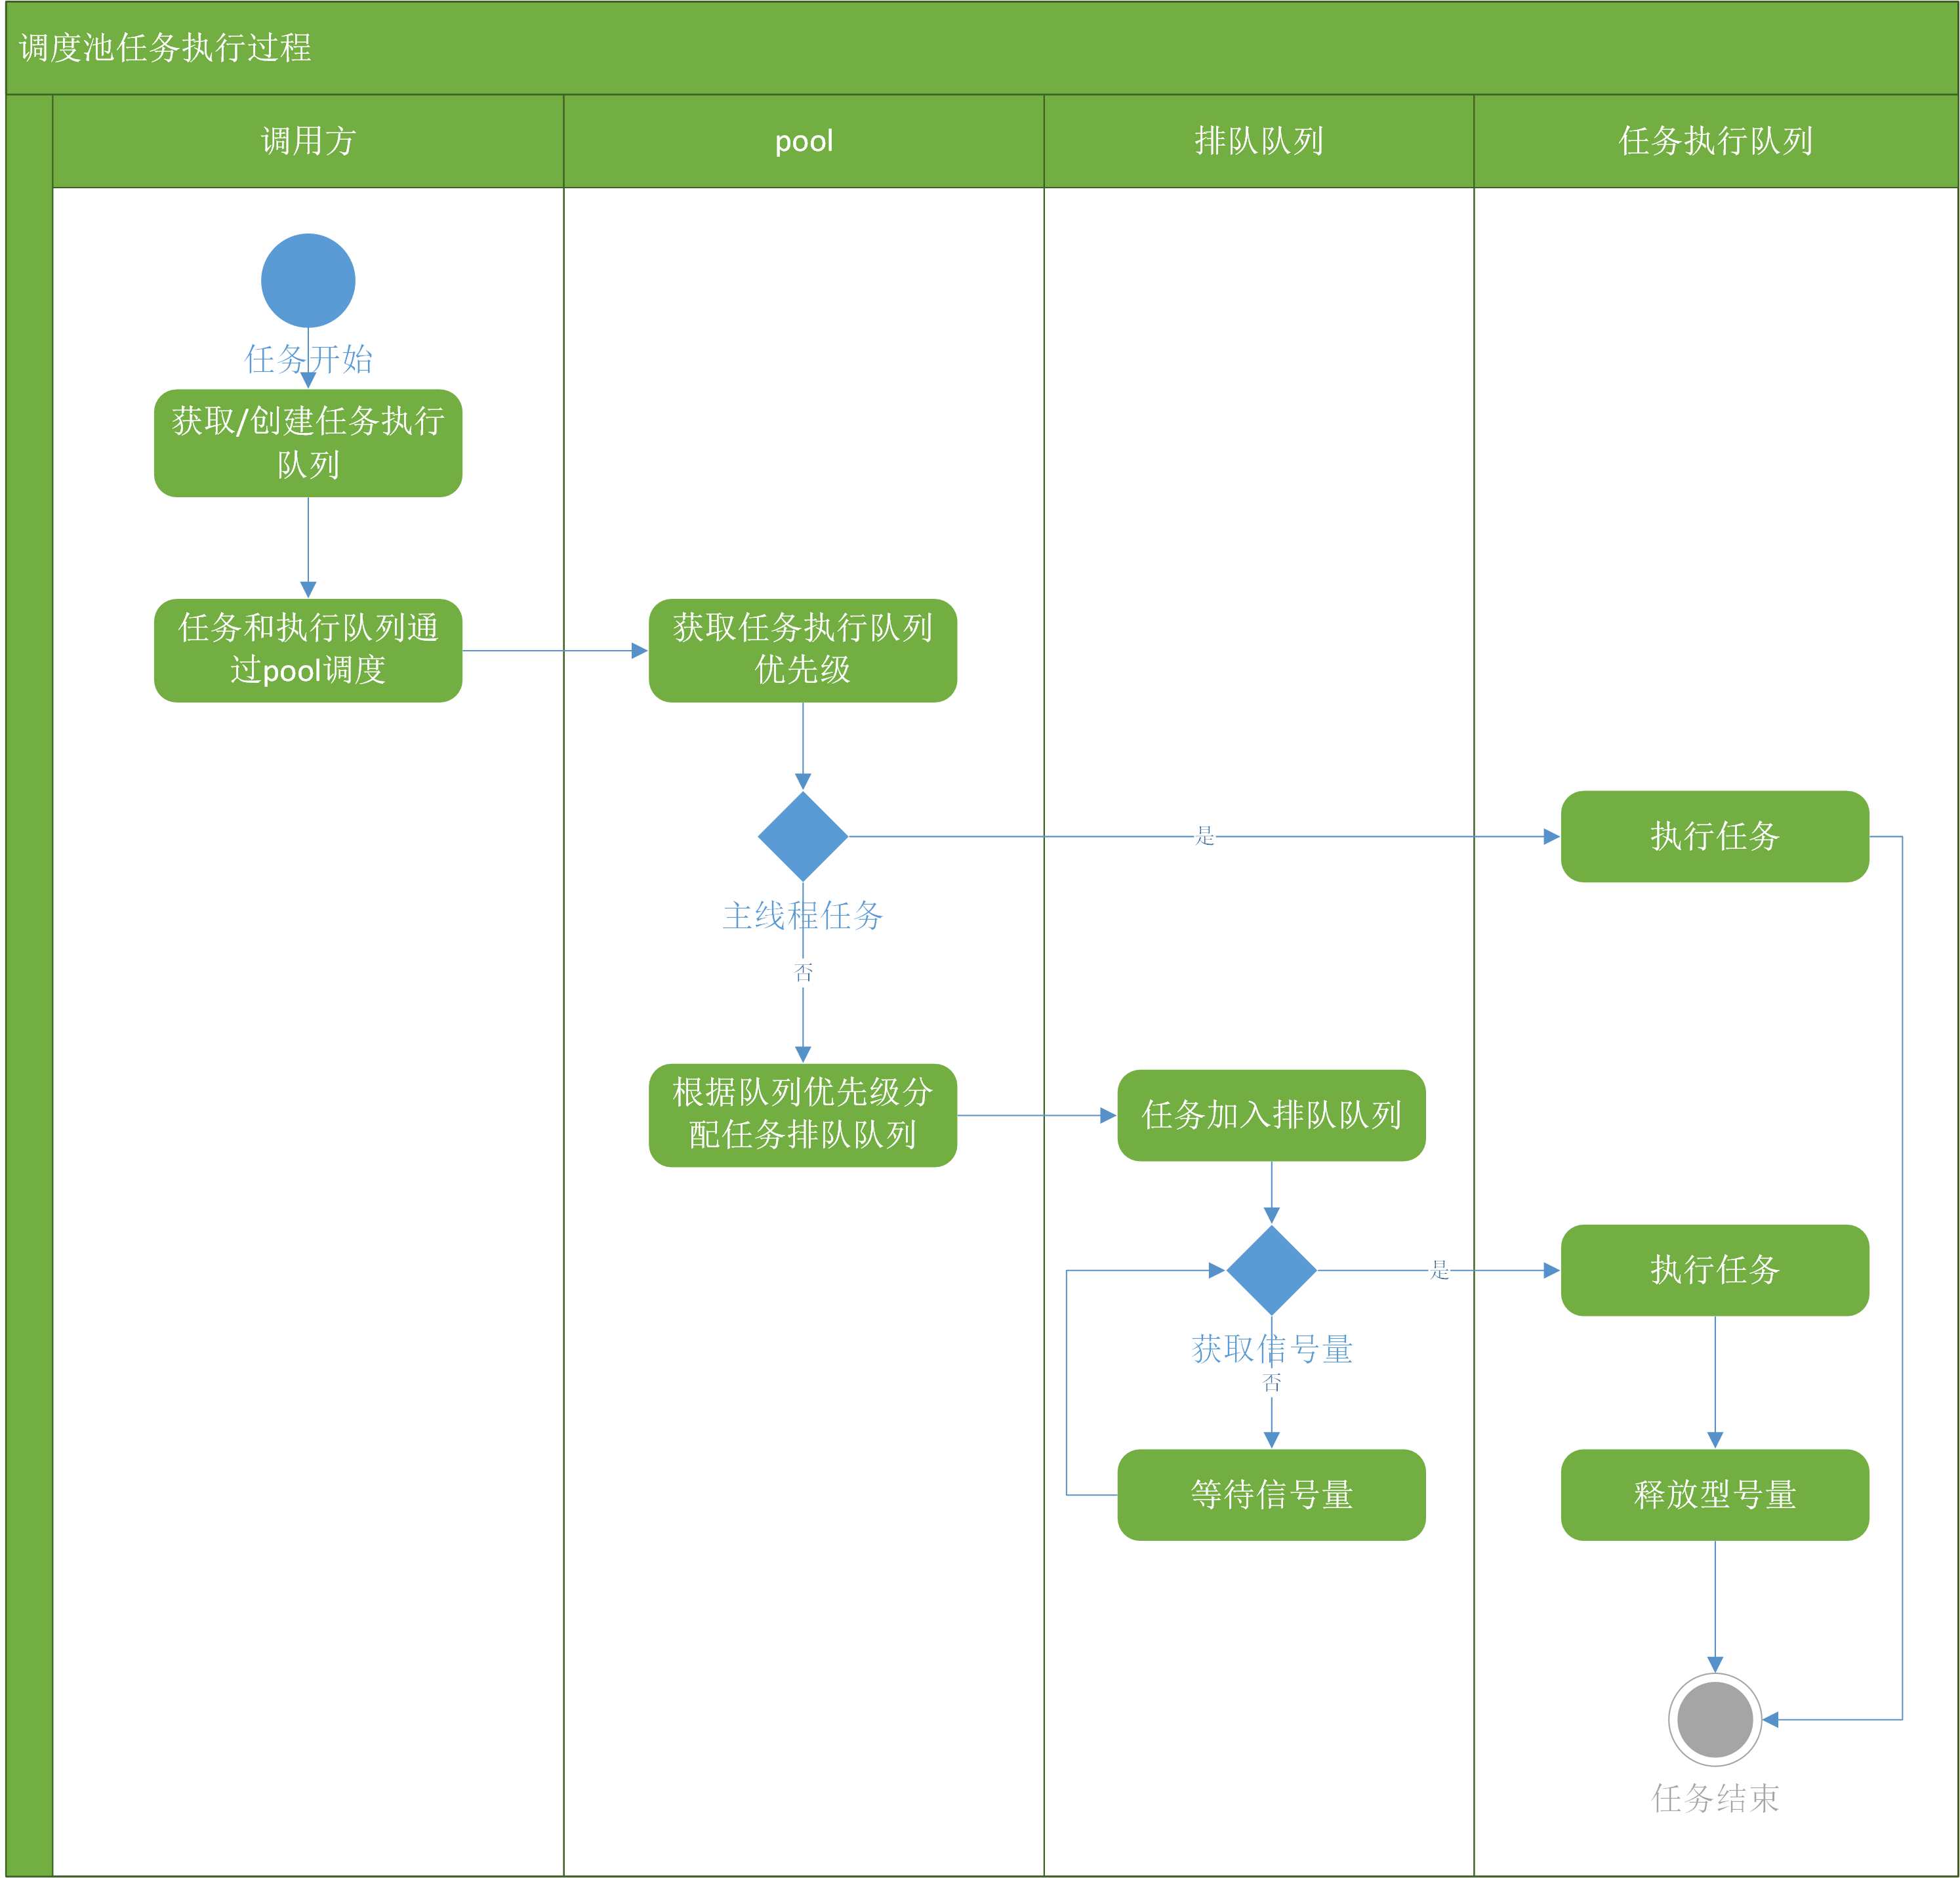 调度池任务执行过程
调用方
pool
排队队列
任务执行队列
任务开始
获取/创建任务执行
队列
任务和执行队列通
过pool调度
获取任务执行队列
优先级
是
执行任务
主线程任务
否
根据队列优先级分
配任务排队队列
任务加入排队队列
是
执行任务
获取信号量
否
等待信号量
释放型号量
任务结束